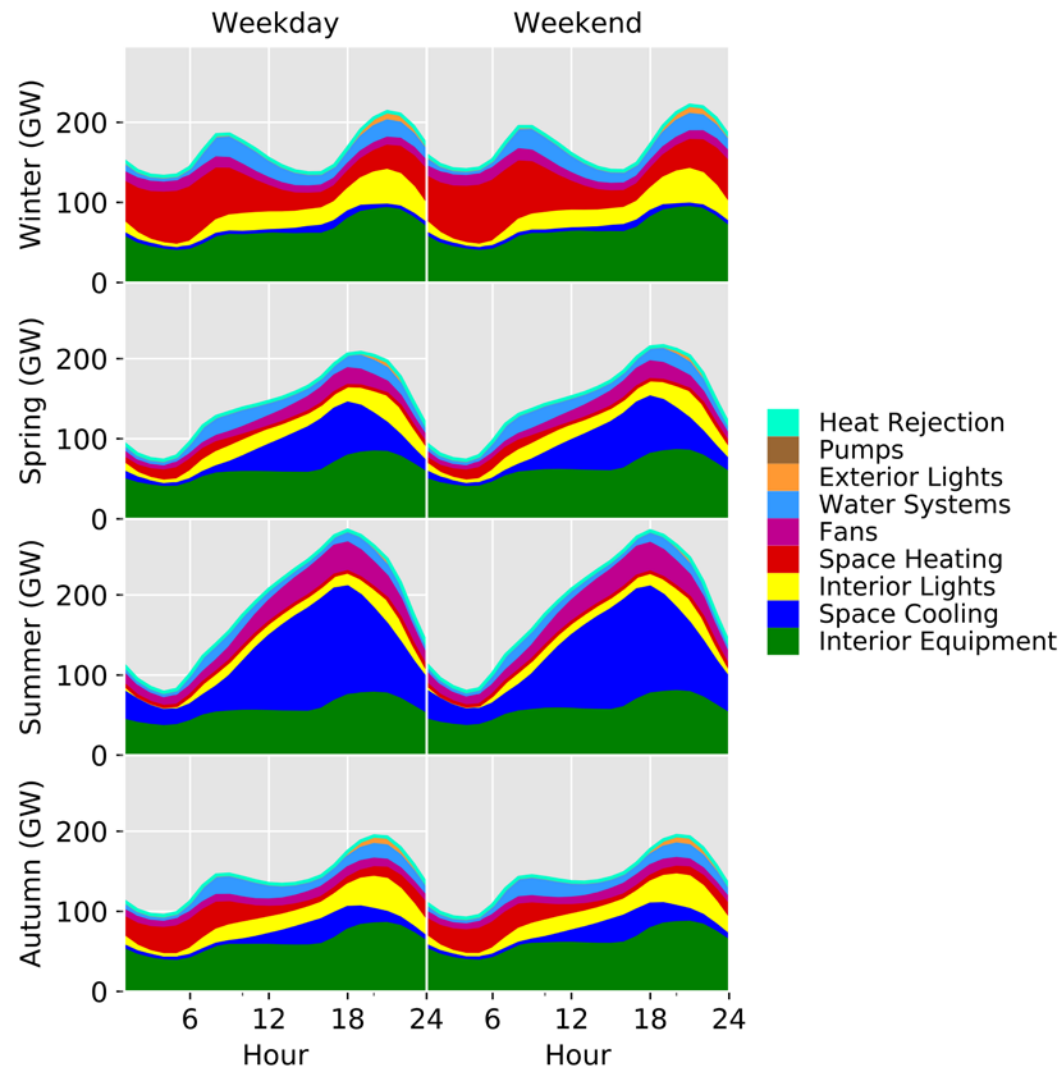 Weekday Weekend
Winter (GW)
200
100
0
Spring (GW)
200
100
0
Summer (GW)
200
100
0
Autumn (GW)
200
100
0
6 12 18 24 6 12 18 24
Hour Hour
Heat Rejection
Pumps
Exterior Lights
Water Systems
Fans
Space Heating
Interior Lights
Space Cooling
Interior Equipment